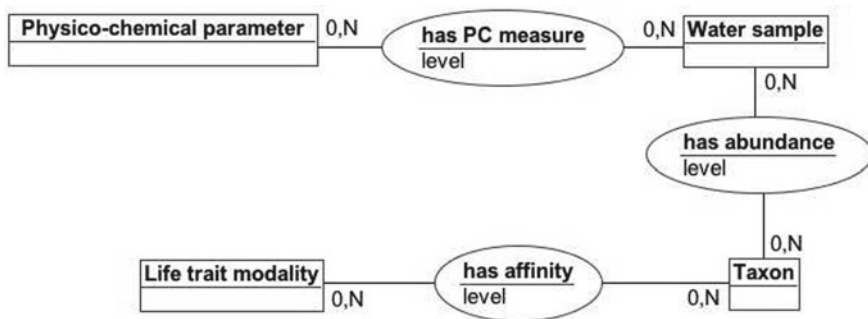 Physico-chemical parameter 0,N has PC measure 0,N Water sample
level
0,N
has abundance
level
0,N
Life trait modality has affinity Taxon
0,N level 0,N